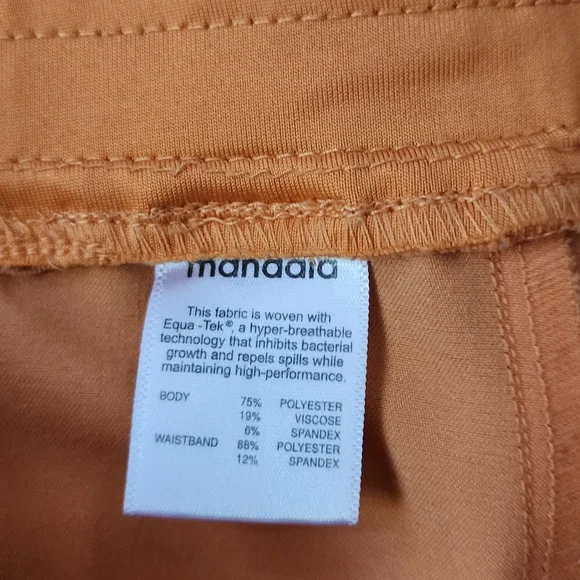 mandala
This fabric is woven with
Equa -Tek®, a hyper-breathable
technology that inhibits bacterial
growth and repels spills while
maintaining high-performance.
BODY 75% POLYESTER
19% VISCOSE
6% SPANDEX
WAISTBAND 88% POLYESTER
12% SPANDEX